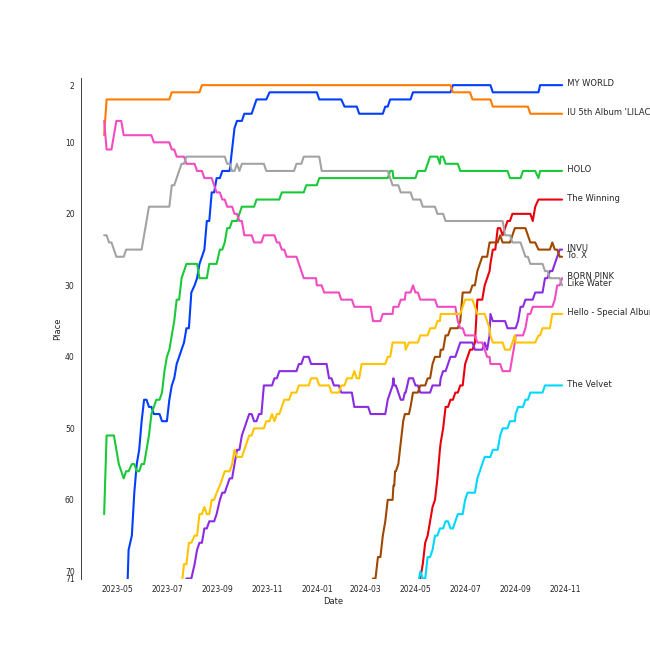 2
10
20
30
40
50
60
70
71
Place
2023-05
2023-07
2023-09
2023-11
2024-01
2024-03
2024-05
2024-07
2024-09
2024-11
Date
MY WORLD
IU 5th Album 'LILAC
HOLO
The Winning
INVU
To. X
BORN PINK
Like Water
Hello - Special Albu
The Velvet